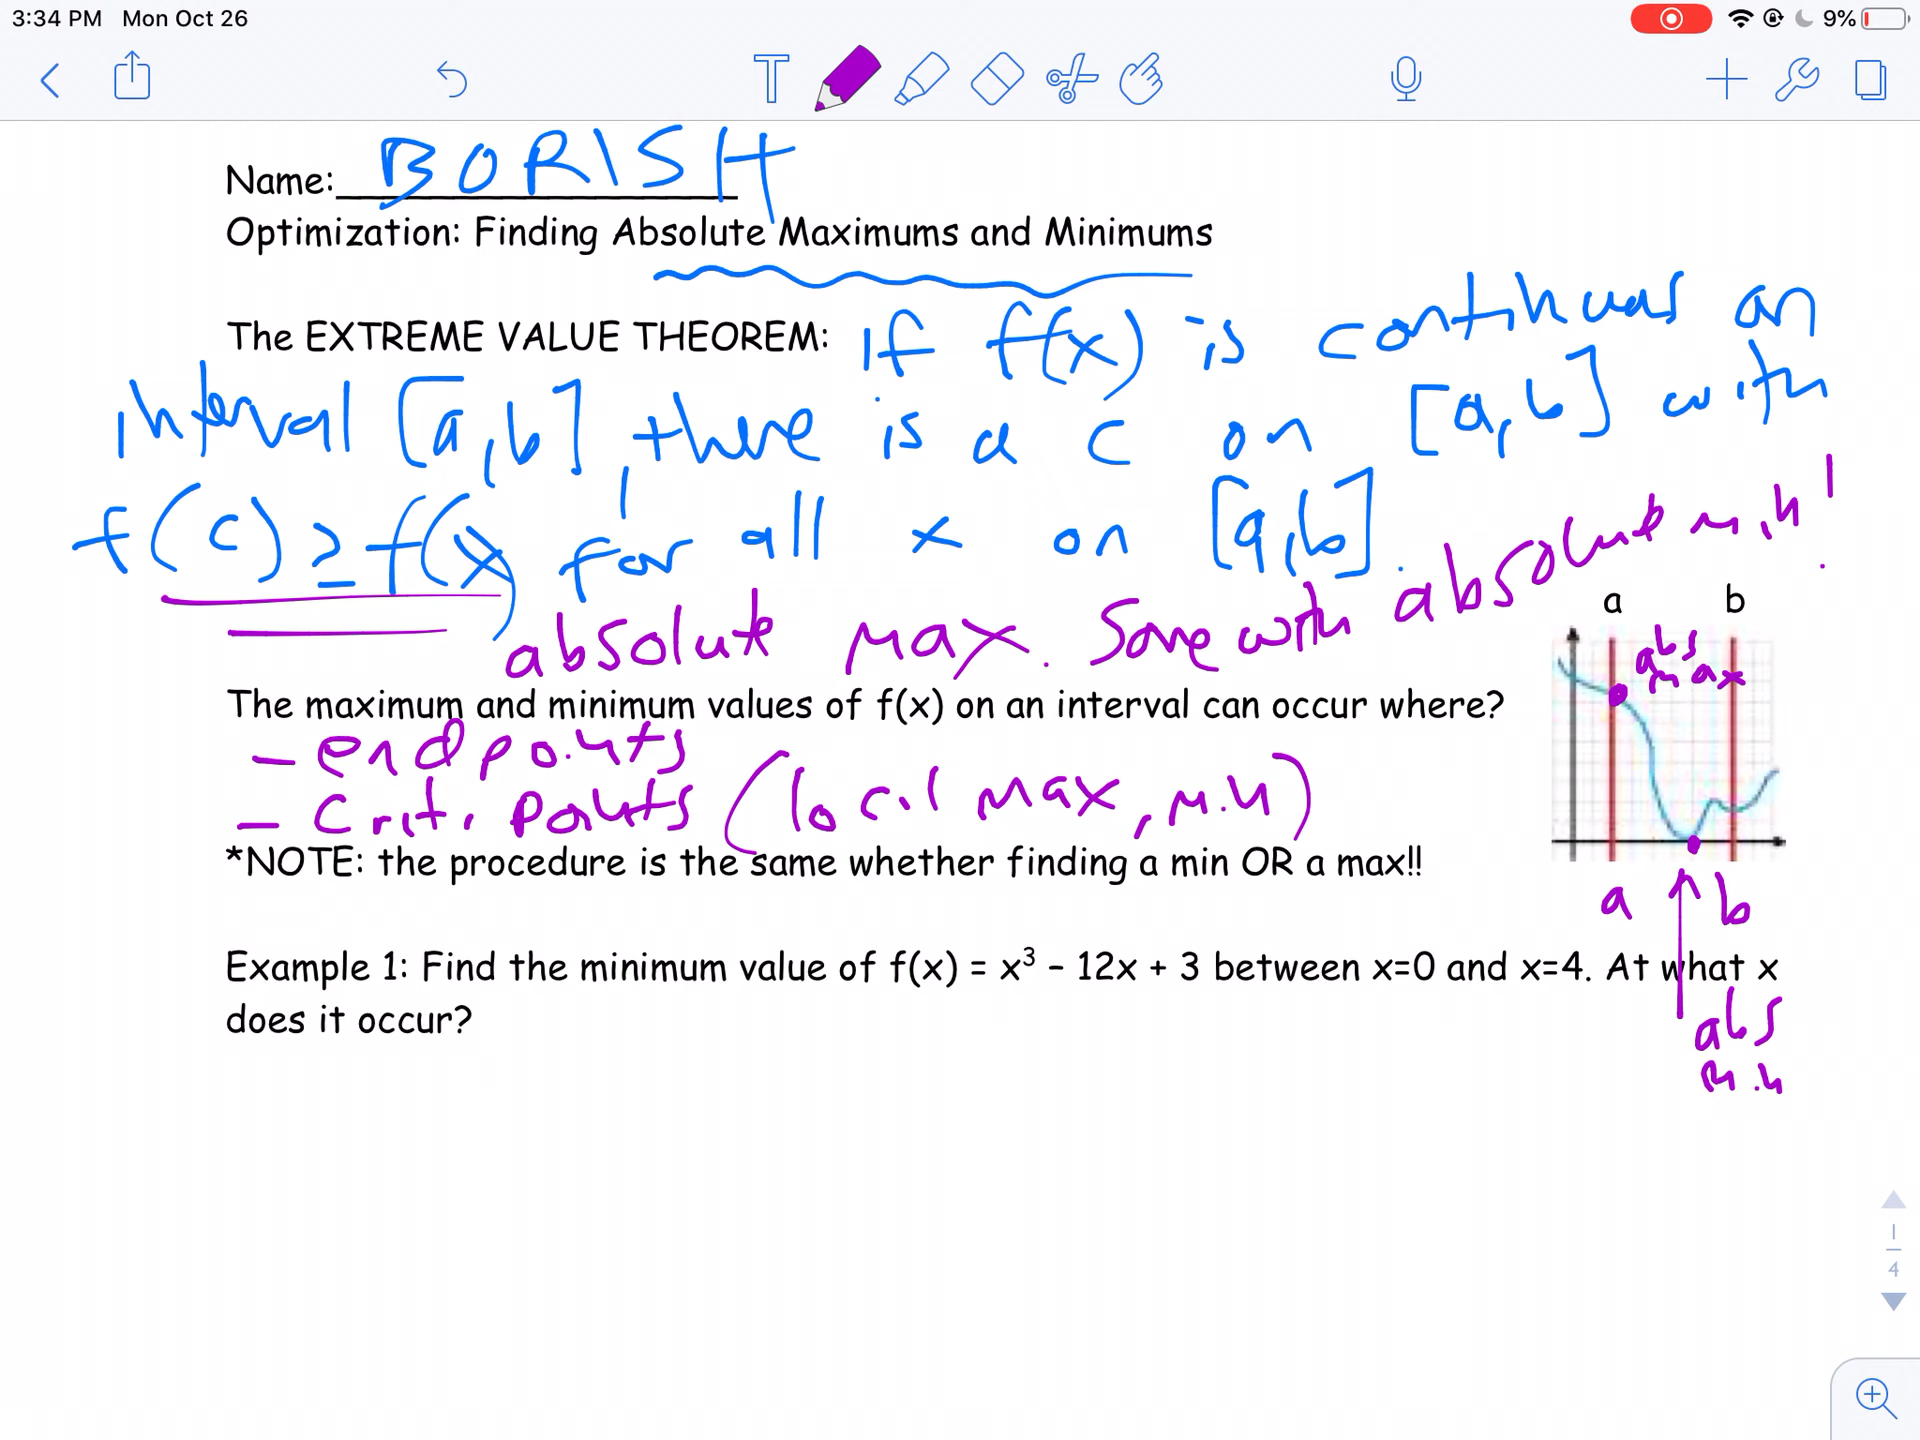 3:34 PM Mon Oct 26
9%
Name: BORISH
Optimization: Finding Absolute Maximums and Minimums
The EXTREME VALUE THEOREM: If f(x) is continuous on
interval [a,b], there is a c on [a,b] with
f(c) ≥ f(x) for all x on [a,b].
absolute max. Same with absolute min!
a b
abs
max
The maximum and minimum values of f(x) on an interval can occur where?
- endpoints
- crit. points (local max, min)
*NOTE: the procedure is the same whether finding a min OR a max!!
a b
Example 1: Find the minimum value of f(x) = x³ - 12x + 3 between x=0 and x=4. At what x
does it occur?
abs
min
1
4